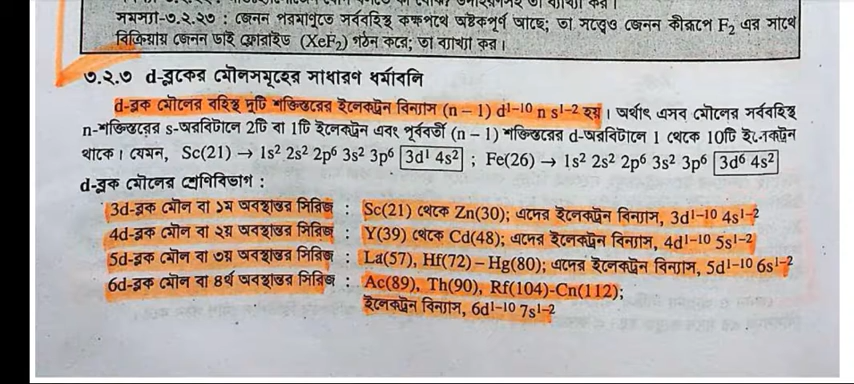 সমস্যা-৩.২.২৩ : জেনন পরমাণুতে সর্ববহিস্থ কক্ষপথে অষ্টকপূর্ণ আছে; তা সত্ত্বেও জেনন কীরূপে F₂ এর সাথে
বিক্রিয়ায় জেনন ডাই ফ্লোরাইড (XeF₂) গঠন করে; তা ব্যাখ্যা কর।
৩.২.৩ d-ব্লকের মৌলসমূহের সাধারণ ধর্মাবলি
d-ব্লক মৌলের বহিস্থ দুটি শক্তিস্তরের ইলেকট্রন বিন্যাস (n − 1) d¹⁻¹⁰ n s¹⁻² হয়। অর্থাৎ এসব মৌলের সর্ববহিস্থ
n-শক্তিস্তরের s-অরবিটালে 2টি বা 1টি ইলেকট্রন এবং পূর্ববর্তী (n − 1) শক্তিস্তরের d-অরবিটালে 1 থেকে 10টি ইলেকট্রন
থাকে। যেমন, Sc(21) → 1s² 2s² 2p⁶ 3s² 3p⁶ 3d¹ 4s² ; Fe(26) → 1s² 2s² 2p⁶ 3s² 3p⁶ 3d⁶ 4s²
d-ব্লক মৌলের শ্রেণিবিভাগ :
3d-ব্লক মৌল বা ১ম অবস্থান্তর সিরিজ : Sc(21) থেকে Zn(30); এদের ইলেকট্রন বিন্যাস, 3d¹⁻¹⁰ 4s¹⁻²
4d-ব্লক মৌল বা ২য় অবস্থান্তর সিরিজ : Y(39) থেকে Cd(48); এদের ইলেকট্রন বিন্যাস, 4d¹⁻¹⁰ 5s¹⁻²
5d-ব্লক মৌল বা ৩য় অবস্থান্তর সিরিজ : La(57), Hf(72) – Hg(80); এদের ইলেকট্রন বিন্যাস, 5d¹⁻¹⁰ 6s¹⁻²
6d-ব্লক মৌল বা ৪র্থ অবস্থান্তর সিরিজ : Ac(89), Th(90), Rf(104)-Cn(112);
ইলেকট্রন বিন্যাস, 6d¹⁻¹⁰ 7s¹⁻²